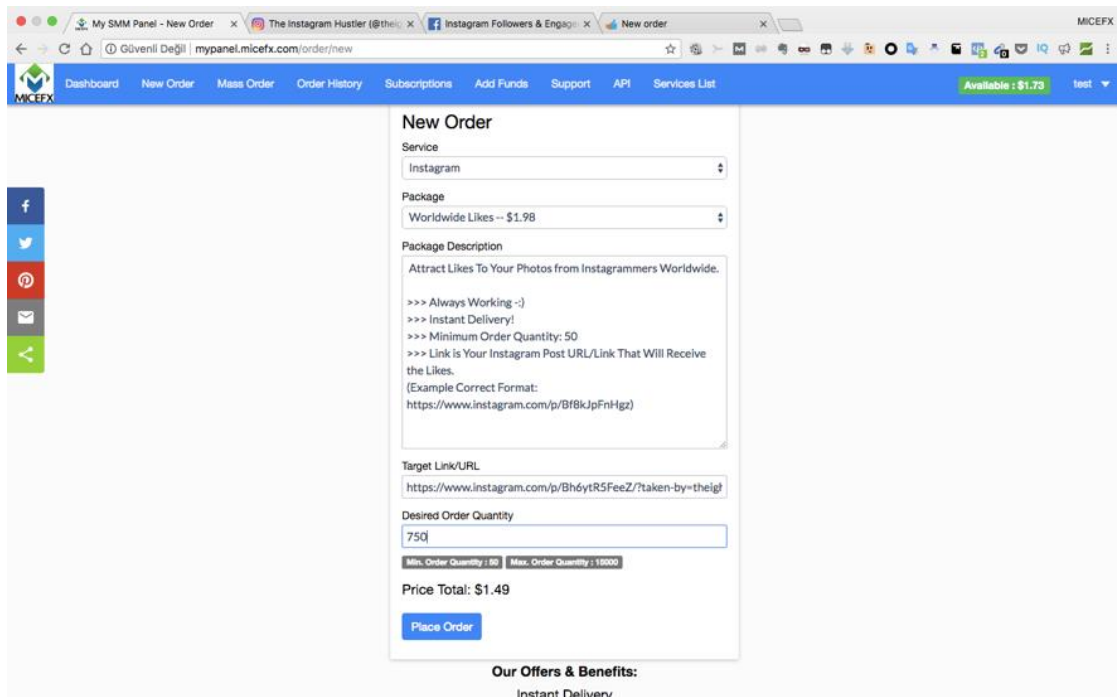 My SMM Panel - New Order
The Instagram Hustler (@theig
Instagram Followers & Engage
New order
MICEFX
Güvenli Değil
mypanel.micefx.com/order/new
MICEFX
Dashboard
New Order
Mass Order
Order History
Subscriptions
Add Funds
Support
API
Services List
Available : $1.73
test
New Order
Service
Instagram
Package
Worldwide Likes -- $1.98
Package Description
Attract Likes To Your Photos from Instagrammers Worldwide.
>>> Always Working -:)
>>> Instant Delivery!
>>> Minimum Order Quantity: 50
>>> Link is Your Instagram Post URL/Link That Will Receive
the Likes.
(Example Correct Format:
https://www.instagram.com/p/Bf8kJpFnHgz)
Target Link/URL
https://www.instagram.com/p/Bh6ytR5FeeZ/?taken-by=theigh
Desired Order Quantity
750
Min. Order Quantity : 50
Max. Order Quantity : 15000
Price Total: $1.49
Place Order
Our Offers & Benefits:
Instant Delivery